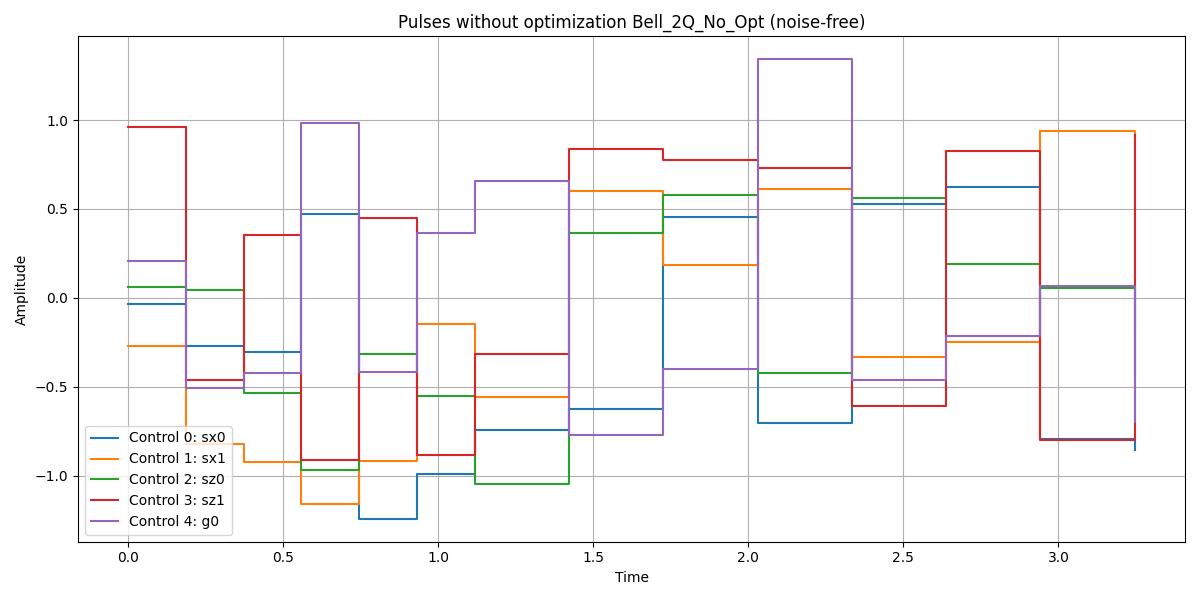 Pulses without optimization Bell_2Q_No_Opt (noise-free)
Amplitude
1.0
0.5
0.0
−0.5
−1.0
Control 0: sx0
Control 1: sx1
Control 2: sz0
Control 3: sz1
Control 4: g0
0.0 0.5 1.0 1.5 2.0 2.5 3.0
Time